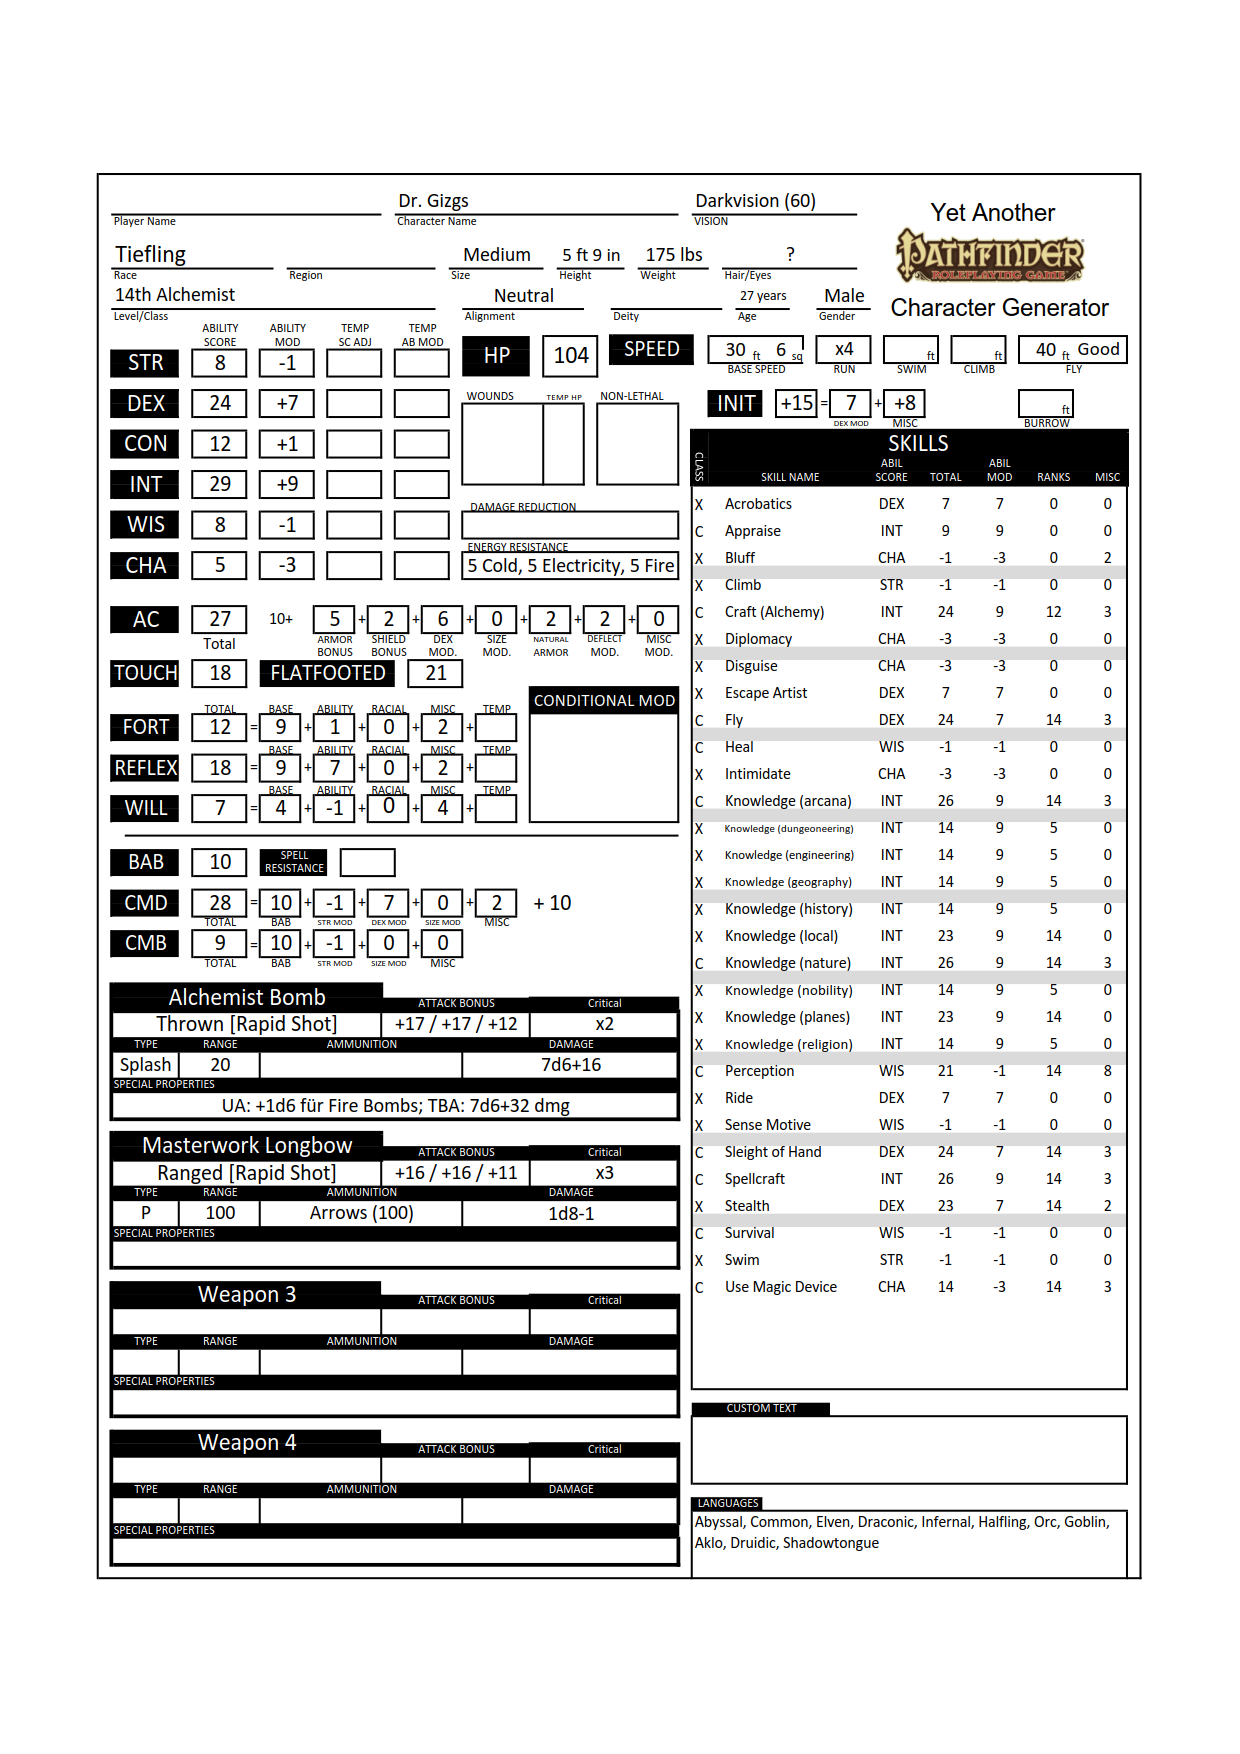 Dr. Gizgs Darkvision (60)
Player Name Character Name VISION
Yet Another
PATHFINDER
ROLEPLAYING GAME
Character Generator
Tiefling Medium 5 ft 9 in 175 lbs ?
Race Region Size Height Weight Hair/Eyes
14th Alchemist Neutral 27 years Male
Level/Class Alignment Deity Age Gender
ABILITY SCORE ABILITY MOD TEMP SC ADJ TEMP AB MOD
STR 8 -1
DEX 24 +7
CON 12 +1
INT 29 +9
WIS 8 -1
CHA 5 -3
HP 104
SPEED 30 ft 6 sq x4 ft ft 40 ft Good
BASE SPEED RUN SWIM CLIMB FLY
WOUNDS TEMP HP NON-LETHAL
INIT +15 = 7 + +8 ft
DEX MOD MISC BURROW
DAMAGE REDUCTION
ENERGY RESISTANCE
5 Cold, 5 Electricity, 5 Fire
AC 27 10+ 5 + 2 + 6 + 0 + 2 + 2 + 0
Total ARMOR BONUS SHIELD BONUS DEX MOD. SIZE MOD. NATURAL ARMOR DEFLECT MOD. MISC MOD.
TOUCH 18 FLATFOOTED 21
CONDITIONAL MOD
TOTAL BASE ABILITY RACIAL MISC TEMP
FORT 12 = 9 + 1 + 0 + 2 +
BASE ABILITY RACIAL MISC TEMP
REFLEX 18 = 9 + 7 + 0 + 2 +
BASE ABILITY RACIAL MISC TEMP
WILL 7 = 4 + -1 + 0 + 4 +
BAB 10 SPELL RESISTANCE
CMD 28 = 10 + -1 + 7 + 0 + 2 + 10
TOTAL BAB STR MOD DEX MOD SIZE MOD MISC
CMB 9 = 10 + -1 + 0 + 0
TOTAL BAB STR MOD SIZE MOD MISC
Alchemist Bomb ATTACK BONUS Critical
Thrown [Rapid Shot] +17 / +17 / +12 x2
TYPE RANGE AMMUNITION DAMAGE
Splash 20 7d6+16
SPECIAL PROPERTIES
UA: +1d6 für Fire Bombs; TBA: 7d6+32 dmg
Masterwork Longbow ATTACK BONUS Critical
Ranged [Rapid Shot] +16 / +16 / +11 x3
TYPE RANGE AMMUNITION DAMAGE
P 100 Arrows (100) 1d8-1
SPECIAL PROPERTIES
Weapon 3 ATTACK BONUS Critical
TYPE RANGE AMMUNITION DAMAGE
SPECIAL PROPERTIES
Weapon 4 ATTACK BONUS Critical
TYPE RANGE AMMUNITION DAMAGE
SPECIAL PROPERTIES
SKILLS
CLASS SKILL NAME ABIL SCORE TOTAL ABIL MOD RANKS MISC
X Acrobatics DEX 7 7 0 0
C Appraise INT 9 9 0 0
X Bluff CHA -1 -3 0 2
X Climb STR -1 -1 0 0
C Craft (Alchemy) INT 24 9 12 3
X Diplomacy CHA -3 -3 0 0
X Disguise CHA -3 -3 0 0
X Escape Artist DEX 7 7 0 0
C Fly DEX 24 7 14 3
C Heal WIS -1 -1 0 0
X Intimidate CHA -3 -3 0 0
C Knowledge (arcana) INT 26 9 14 3
X Knowledge (dungeoneering) INT 14 9 5 0
X Knowledge (engineering) INT 14 9 5 0
X Knowledge (geography) INT 14 9 5 0
X Knowledge (history) INT 14 9 5 0
X Knowledge (local) INT 23 9 14 0
C Knowledge (nature) INT 26 9 14 3
X Knowledge (nobility) INT 14 9 5 0
X Knowledge (planes) INT 23 9 14 0
X Knowledge (religion) INT 14 9 5 0
C Perception WIS 21 -1 14 8
X Ride DEX 7 7 0 0
X Sense Motive WIS -1 -1 0 0
C Sleight of Hand DEX 24 7 14 3
C Spellcraft INT 26 9 14 3
X Stealth DEX 23 7 14 2
C Survival WIS -1 -1 0 0
X Swim STR -1 -1 0 0
C Use Magic Device CHA 14 -3 14 3
CUSTOM TEXT
LANGUAGES
Abyssal, Common, Elven, Draconic, Infernal, Halfling, Orc, Goblin,
Aklo, Druidic, Shadowtongue